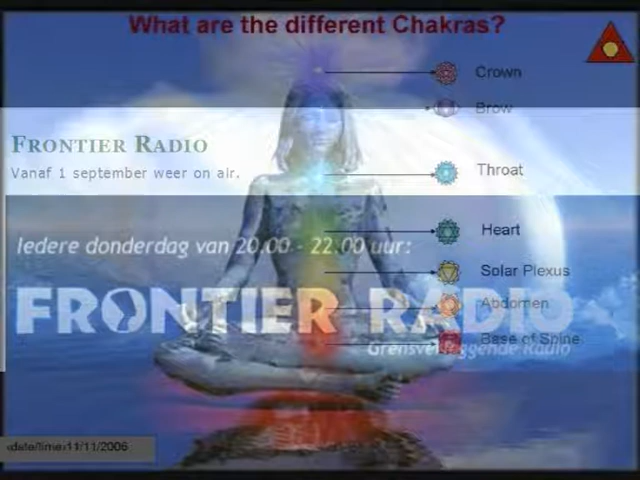 What are the different Chakras?
Crown
Brow
FRONTIER RADIO
Vanaf 1 september weer on air.
Throat
Heart
Iedere donderdag van 20.00 - 22.00 uur:
Solar Plexus
Abdomen
FRONTIER RADIO
Base of Spine
Grensverleggende Radio
‹date/time›11/11/2006